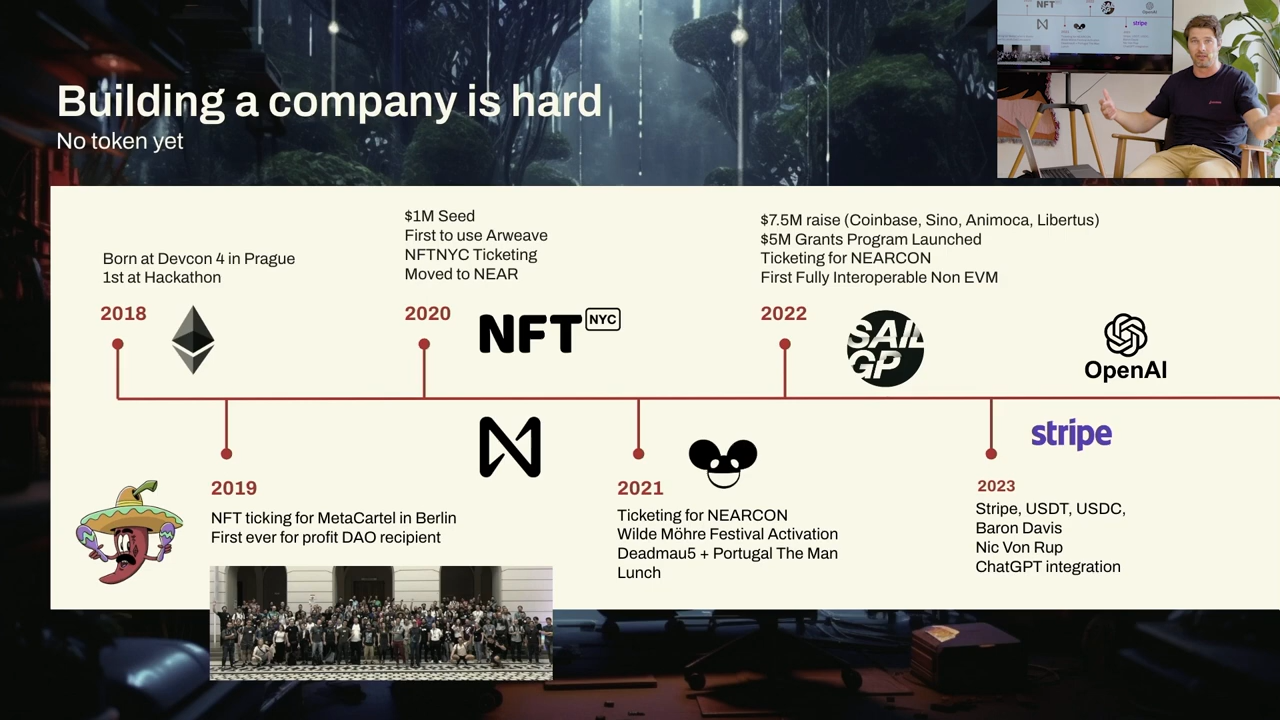 Building a company is hard
No token yet
Born at Devcon 4 in Prague
1st at Hackathon
2018
$1M Seed
First to use Arweave
NFTNYC Ticketing
Moved to NEAR
2020
NFT NYC
$7.5M raise (Coinbase, Sino, Animoca, Libertus)
$5M Grants Program Launched
Ticketing for NEARCON
First Fully Interoperable Non EVM
2022
SAIL
GP
OpenAI
2019
NFT ticking for MetaCartel in Berlin
First ever for profit DAO recipient
2021
Ticketing for NEARCON
Wilde Möhre Festival Activation
Deadmau5 + Portugal The Man
Lunch
stripe
2023
Stripe, USDT, USDC,
Baron Davis
Nic Von Rup
ChatGPT integration
NFT
stripe